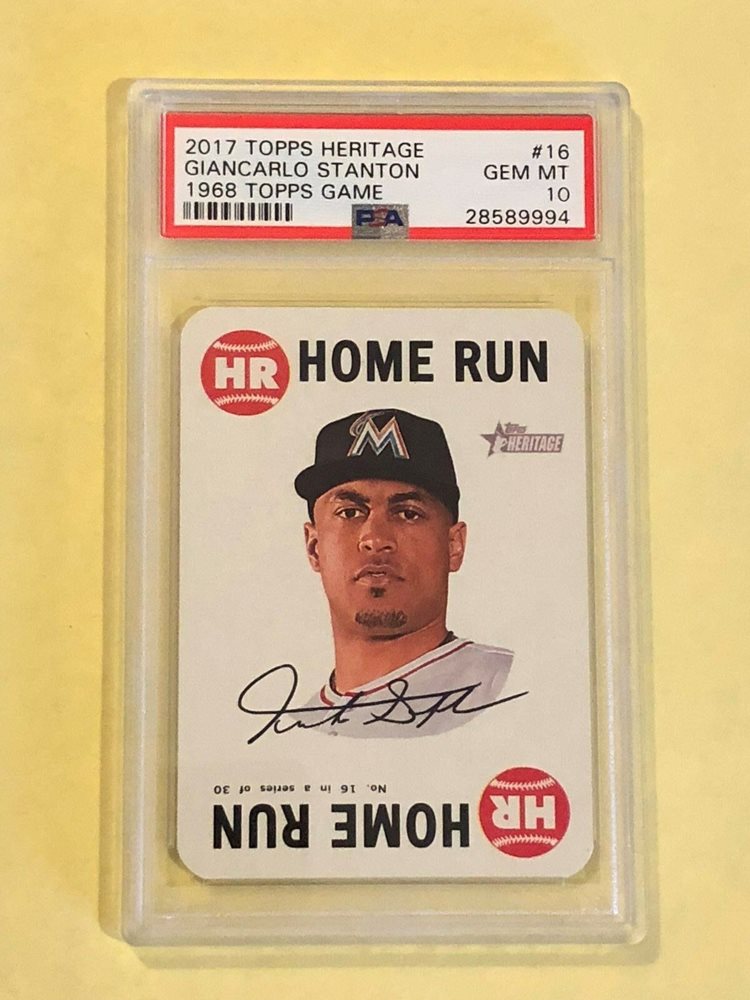 2017 TOPPS HERITAGE #16
GIANCARLO STANTON GEM MT
1968 TOPPS GAME 10
PSA 28589994
HR HOME RUN
M
Topps
HERITAGE
No. 16 in a series of 30
HR HOME RUN